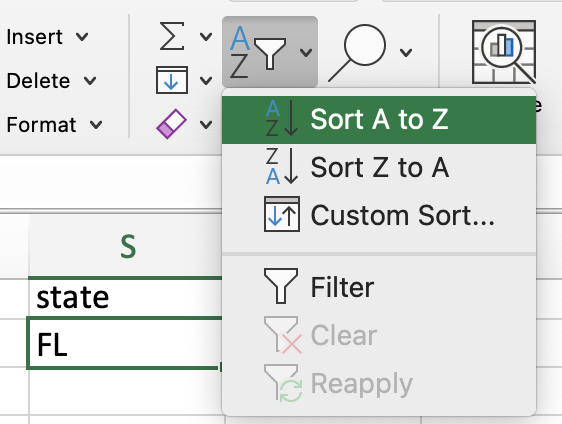 Insert
Delete
Format
A
Z
Sort A to Z
Sort Z to A
Custom Sort...
Filter
Clear
Reapply
S
state
FL